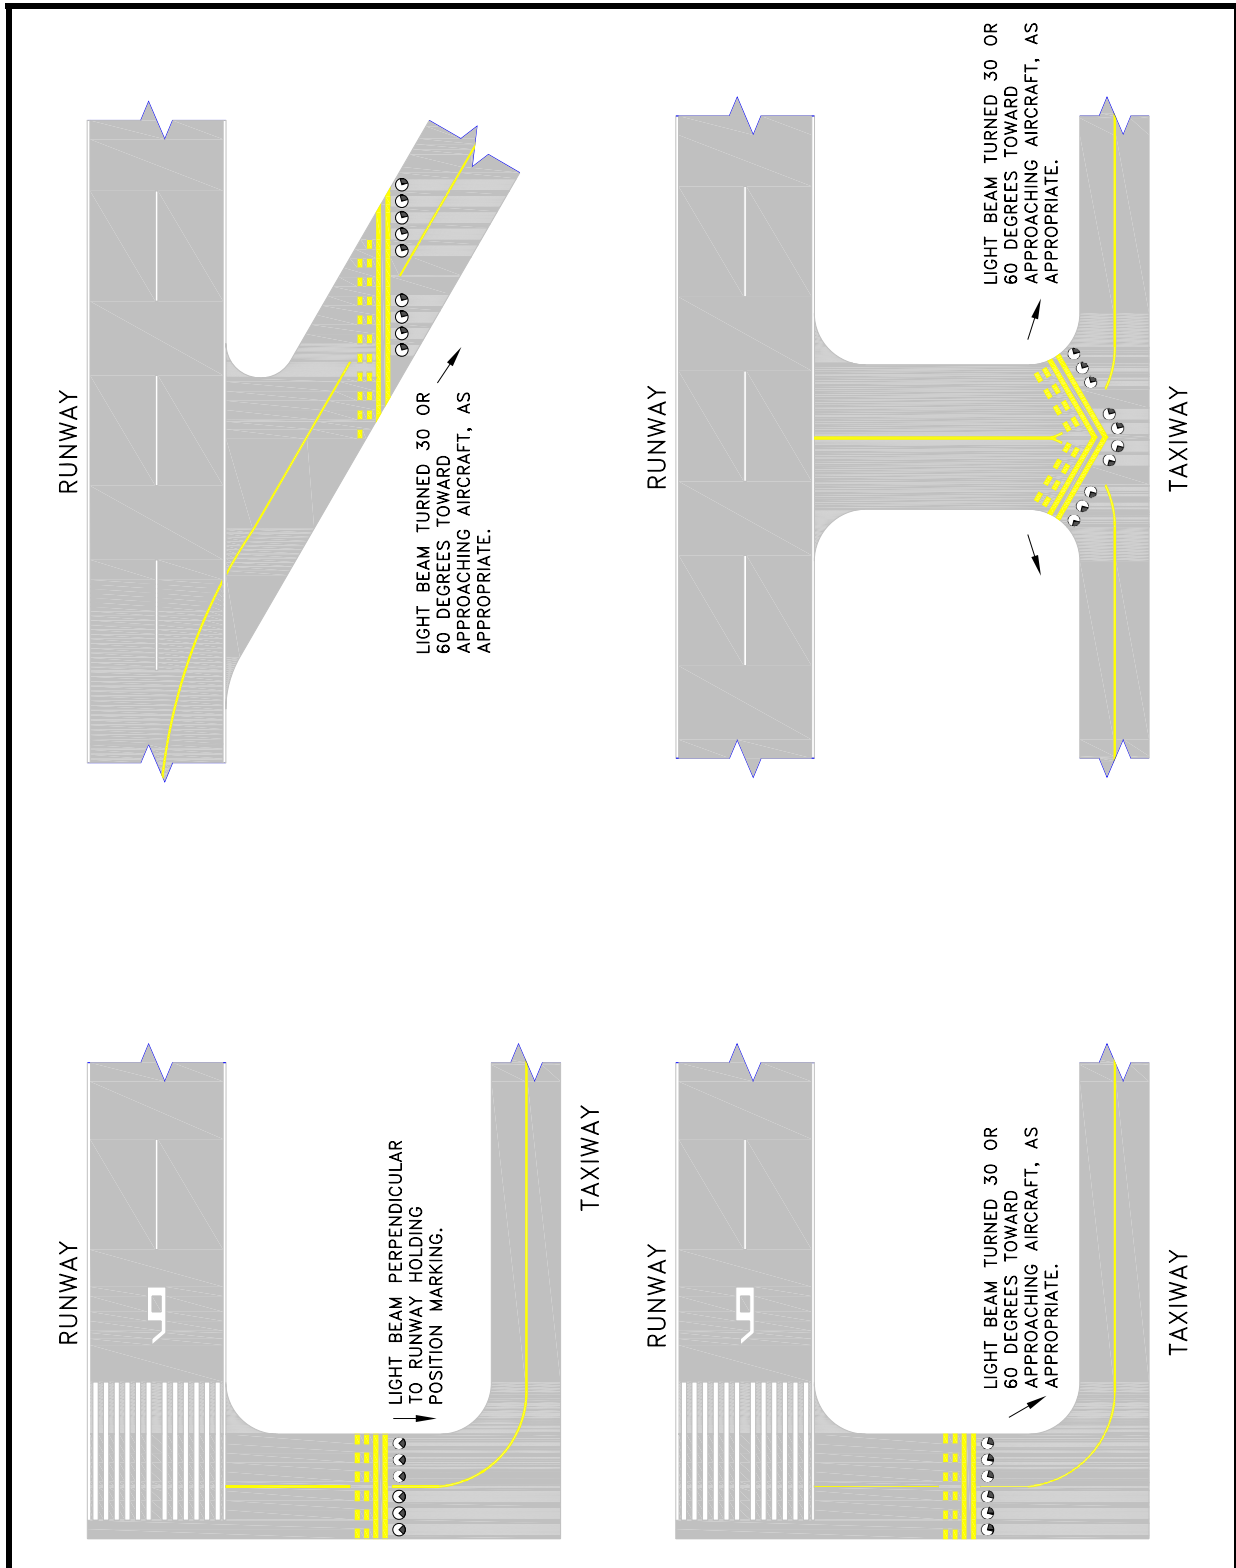 RUNWAY
LIGHT BEAM PERPENDICULAR
TO RUNWAY HOLDING
POSITION MARKING.
TAXIWAY
9
RUNWAY
LIGHT BEAM TURNED 30 OR
60 DEGREES TOWARD
APPROACHING AIRCRAFT, AS
APPROPRIATE.
RUNWAY
LIGHT BEAM TURNED 30 OR
60 DEGREES TOWARD
APPROACHING AIRCRAFT, AS
APPROPRIATE.
TAXIWAY
9
RUNWAY
LIGHT BEAM TURNED 30 OR
60 DEGREES TOWARD
APPROACHING AIRCRAFT, AS
APPROPRIATE.
TAXIWAY